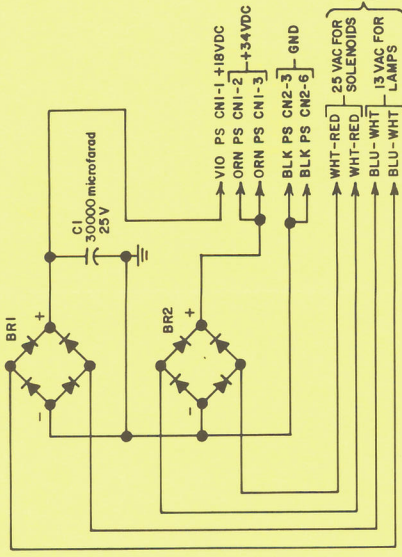 BR1
C1
30000 microfarad
25V
+
-
BR2
+
-
VIO PS CN1-1 +18VDC
ORN PS CN1-2
ORN PS CN1-3
+34VDC
BLK PS CN2-3
BLK PS CN2-6
GND
WHT-RED
WHT-RED
25 VAC FOR
SOLENOIDS
BLU-WHT
BLU-WHT
13 VAC FOR
LAMPS